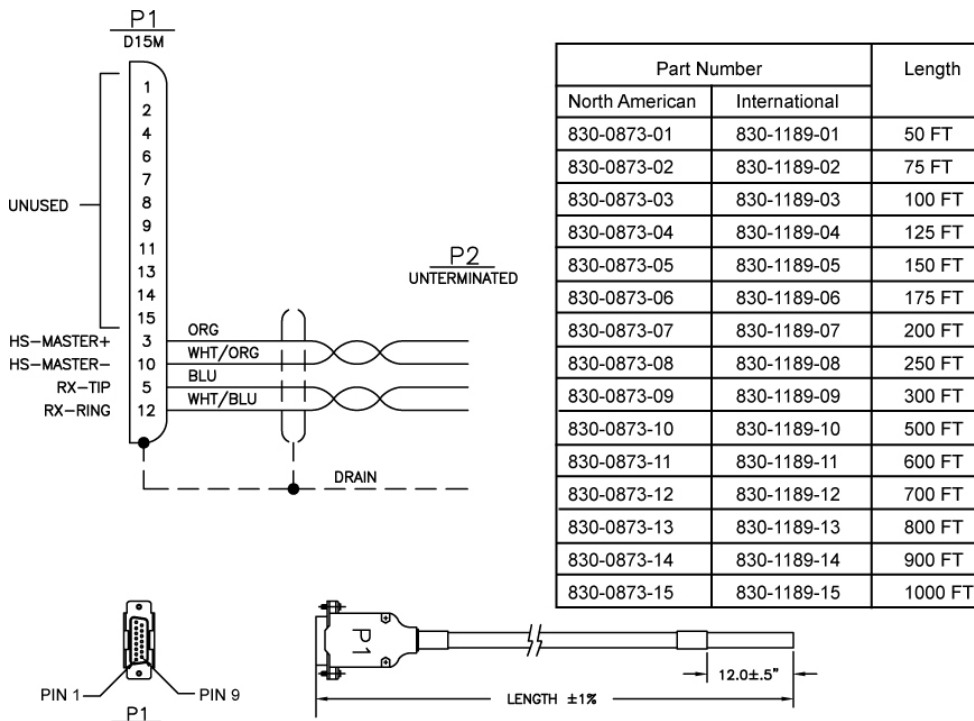 P1
D15M
1
2
4
6
7
8
9
11
13
14
15
3
10
5
12
UNUSED
HS-MASTER+
HS-MASTER-
RX-TIP
RX-RING
ORG
WHT/ORG
BLU
WHT/BLU
DRAIN
P2
UNTERMINATED
Part Number Length
North American International
830-0873-01 830-1189-01 50 FT
830-0873-02 830-1189-02 75 FT
830-0873-03 830-1189-03 100 FT
830-0873-04 830-1189-04 125 FT
830-0873-05 830-1189-05 150 FT
830-0873-06 830-1189-06 175 FT
830-0873-07 830-1189-07 200 FT
830-0873-08 830-1189-08 250 FT
830-0873-09 830-1189-09 300 FT
830-0873-10 830-1189-10 500 FT
830-0873-11 830-1189-11 600 FT
830-0873-12 830-1189-12 700 FT
830-0873-13 830-1189-13 800 FT
830-0873-14 830-1189-14 900 FT
830-0873-15 830-1189-15 1000 FT
PIN 1
PIN 9
P1
P1
12.0±.5"
LENGTH ±1%